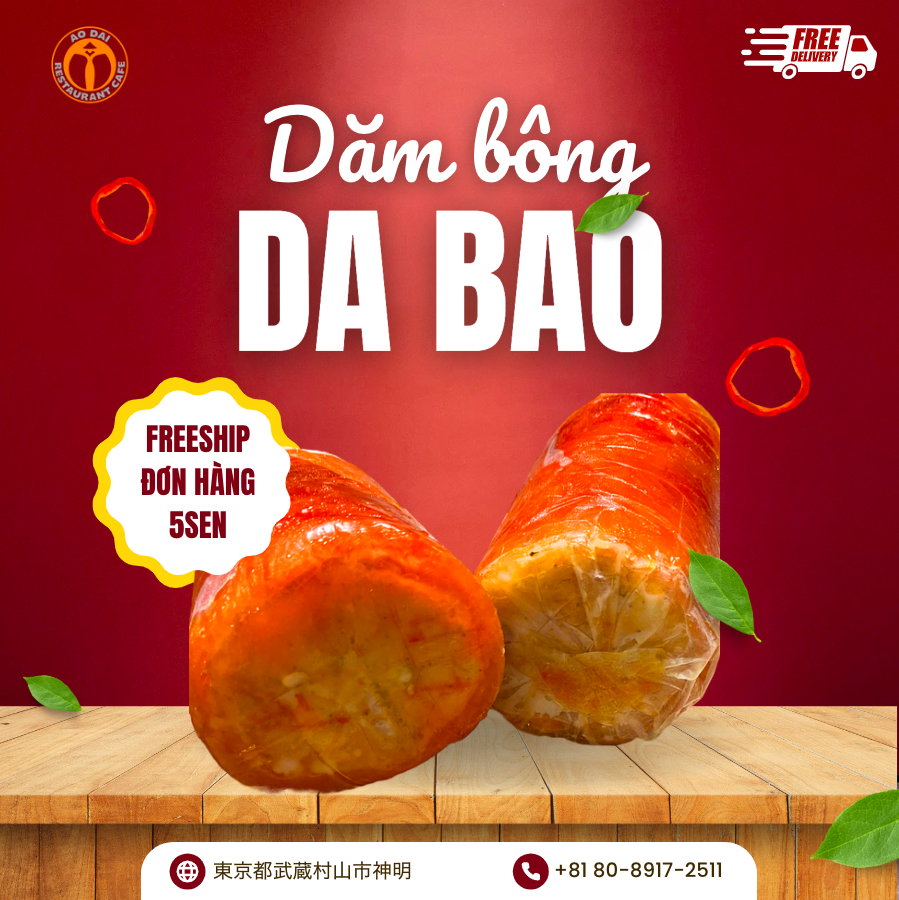 AO DAI
RESTAURANT CAFE
FREE
DELIVERY
Dăm bông
DA BAO
FREESHIP
ĐƠN HÀNG
5SEN
東京都武蔵村山市神明
+81 80-8917-2511